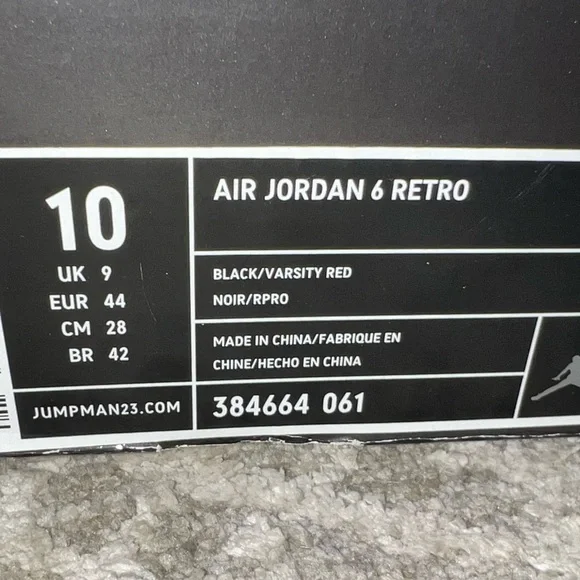 10
UK 9
EUR 44
CM 28
BR 42
JUMPMAN23.COM
AIR JORDAN 6 RETRO
BLACK/VARSITY RED
NOIR/RPRO
MADE IN CHINA/FABRIQUE EN
CHINE/HECHO EN CHINA
384664 061